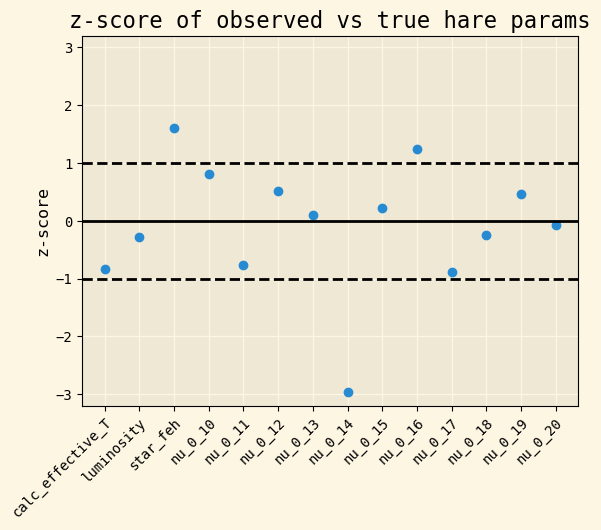 z-score of observed vs true hare params
3
2
1
0
−1
−2
−3
z-score
calc_effective_T
luminosity
star_feh
nu_0_10
nu_0_11
nu_0_12
nu_0_13
nu_0_14
nu_0_15
nu_0_16
nu_0_17
nu_0_18
nu_0_19
nu_0_20